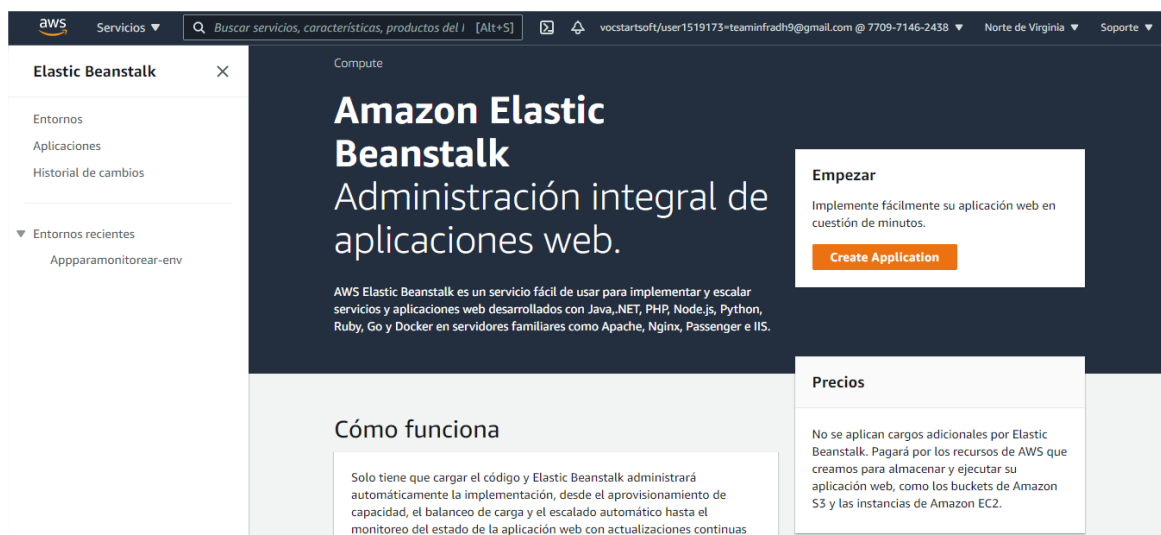 aws
Servicios ▼
Buscar servicios, características, productos del l [Alt+S]
vocstartsoft/user1519173=teaminfradh9@gmail.com @ 7709-7146-2438 ▼
Norte de Virginia ▼
Soporte ▼
Elastic Beanstalk
Entornos
Aplicaciones
Historial de cambios
▼ Entornos recientes
Appparamonitorear-env
Compute
Amazon Elastic
Beanstalk
Administración integral de
aplicaciones web.
AWS Elastic Beanstalk es un servicio fácil de usar para implementar y escalar
servicios y aplicaciones web desarrollados con Java,.NET, PHP, Node.js, Python,
Ruby, Go y Docker en servidores familiares como Apache, Nginx, Passenger e IIS.
Empezar
Implemente fácilmente su aplicación web en
cuestión de minutos.
Create Application
Cómo funciona
Solo tiene que cargar el código y Elastic Beanstalk administrará
automáticamente la implementación, desde el aprovisionamiento de
capacidad, el balanceo de carga y el escalado automático hasta el
monitoreo del estado de la aplicación web con actualizaciones continuas
Precios
No se aplican cargos adicionales por Elastic
Beanstalk. Pagará por los recursos de AWS que
creamos para almacenar y ejecutar su
aplicación web, como los buckets de Amazon
S3 y las instancias de Amazon EC2.